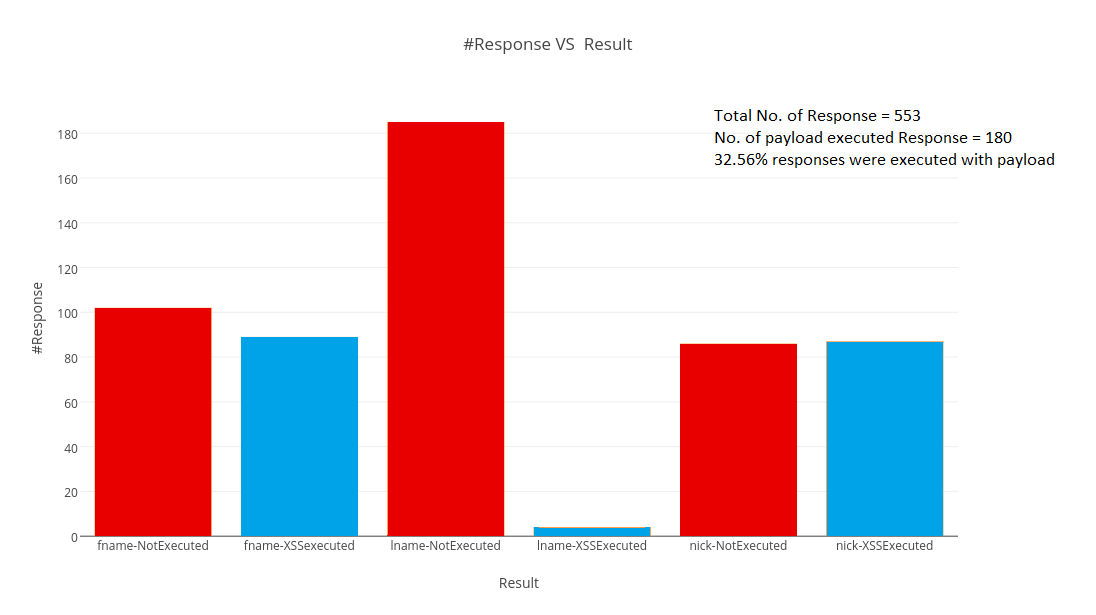 #Response VS Result
Total No. of Response = 553
No. of payload executed Response = 180
32.56% responses were executed with payload
#Response
180
160
140
120
100
80
60
40
20
0
fname-NotExecuted
fname-XSSexecuted
lname-NotExecuted
lname-XSSExecuted
nick-NotExecuted
nick-XSSExecuted
Result